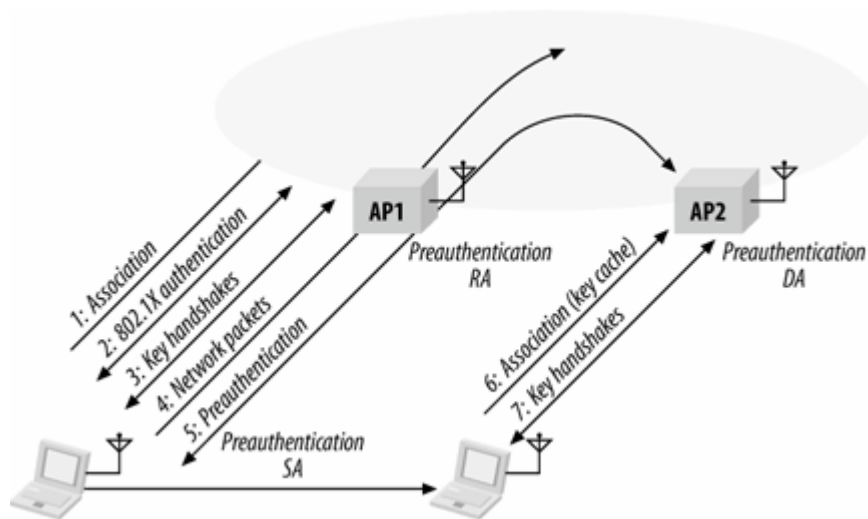 AP1
AP2
Preauthentication
RA
Preauthentication
DA
1: Association
2: 802.1X authentication
3: Key handshakes
4: Network packets
5: Preauthentication
6: Association (key cache)
7: Key handshakes
Preauthentication
SA